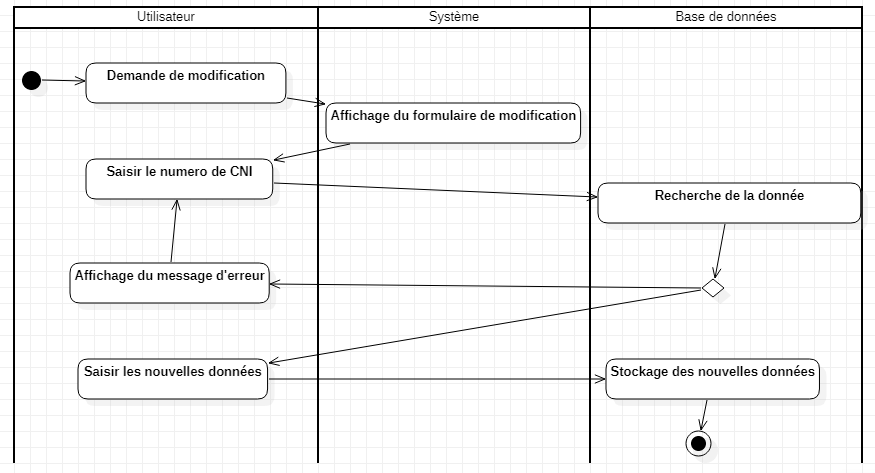 Utilisateur
Système
Base de données
Demande de modification
Affichage du formulaire de modification
Saisir le numero de CNI
Recherche de la donnée
Affichage du message d'erreur
Saisir les nouvelles données
Stockage des nouvelles données